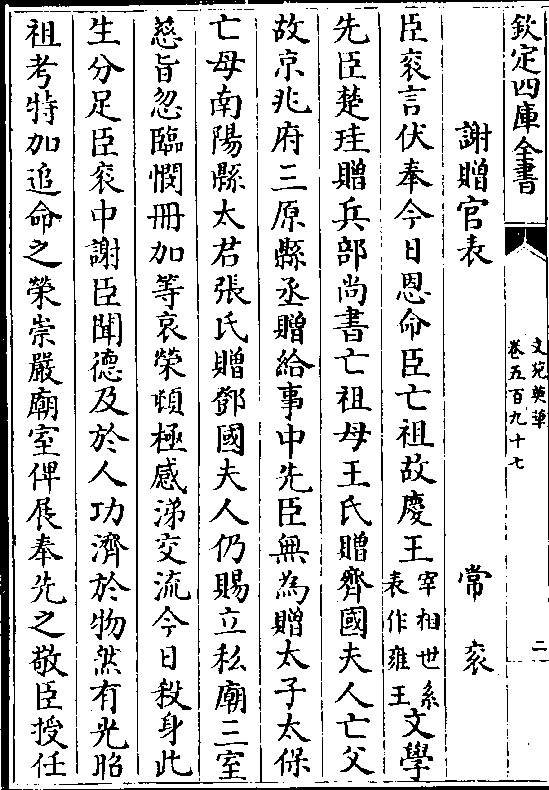 欽定四庫全書
文苑英華
卷五百九十七
二
謝贈官表
常衮
臣衮言伏奉今日恩命臣亡祖故慶王宰相世系表作雍王文學
先臣楚珪贈兵部尚書亡祖母王氏贈齊國夫人亡父
故京兆府三原縣丞贈給事中先臣無為贈太子太保
亡母南陽縣太君張氏贈鄧國夫人仍賜立私廟三室
慈旨忽臨憫冊加等哀榮頓極感涕交流今日殺身此
生分足臣衮中謝臣聞德及於人功濟於物然有光昭
祖考特加追命之榮崇嚴廟室俾展奉先之敬臣授任